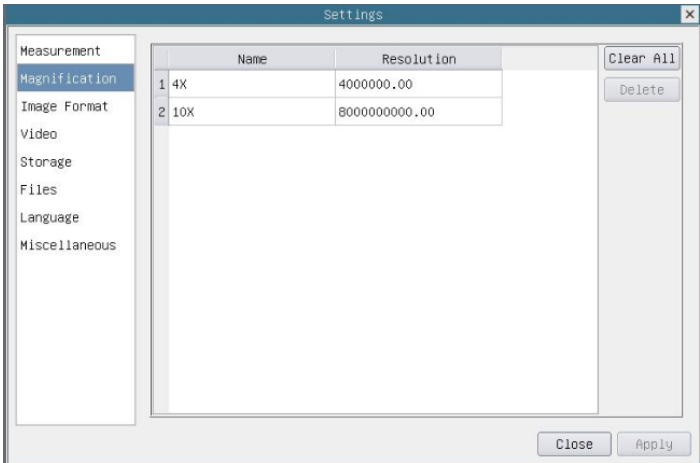 Settings
Measurement
Magnification
Image Format
Video
Storage
Files
Language
Miscellaneous
Name Resolution
1 4X 4000000.00
2 10X 8000000000.00
Clear All
Delete
Close Apply